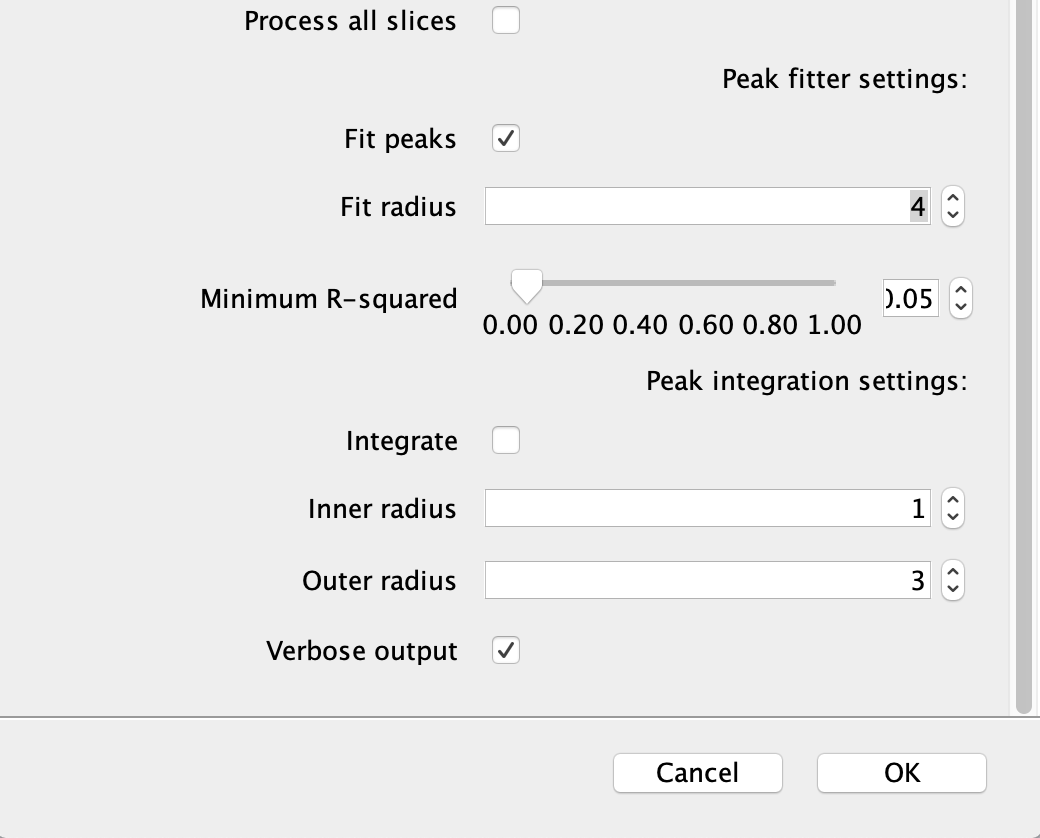 Process all slices
Peak fitter settings:
Fit peaks
Fit radius 4
Minimum R-squared 0.05
0.00 0.20 0.40 0.60 0.80 1.00
Peak integration settings:
Integrate
Inner radius 1
Outer radius 3
Verbose output
Cancel OK